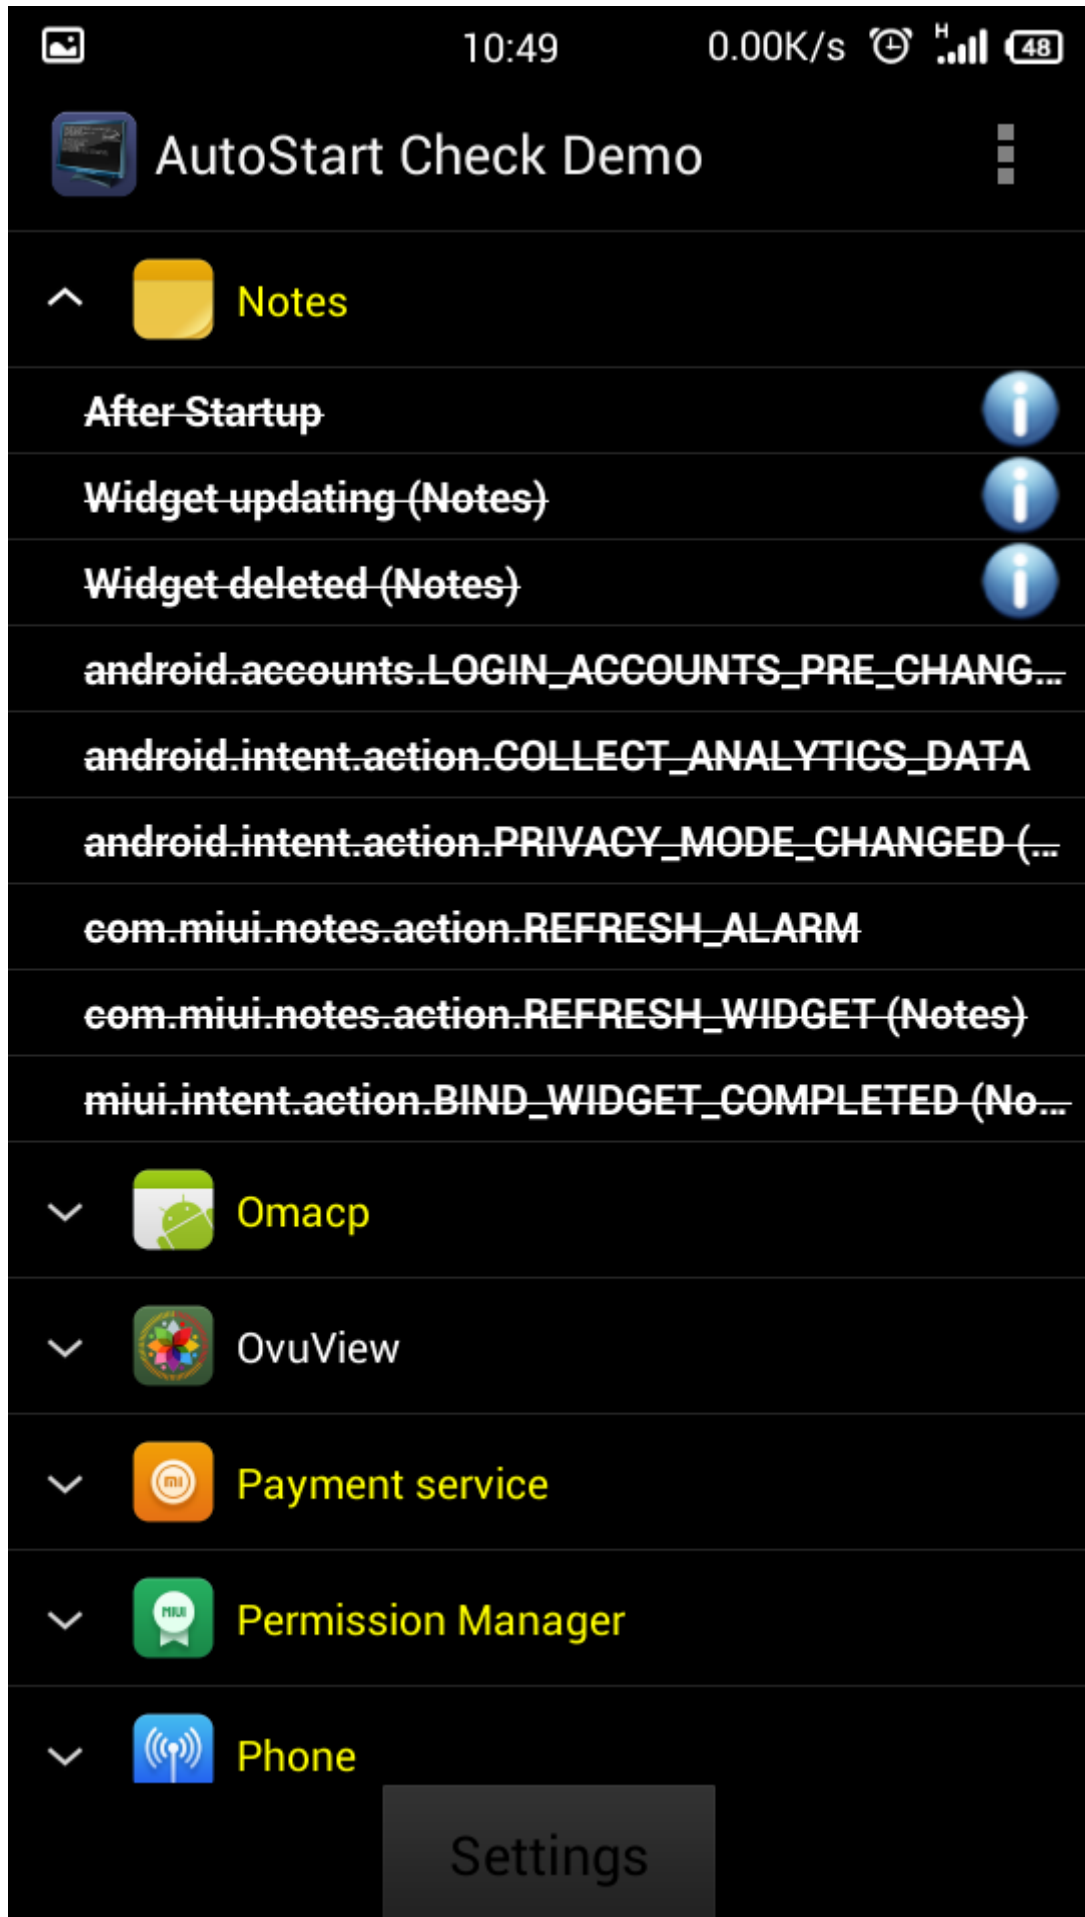 10:49 0.00K/s H 48
AutoStart Check Demo
Notes
After Startup
Widget updating (Notes)
Widget deleted (Notes)
android.accounts.LOGIN_ACCOUNTS_PRE_CHANG...
android.intent.action.COLLECT_ANALYTICS_DATA
android.intent.action.PRIVACY_MODE_CHANGED (...
com.miui.notes.action.REFRESH_ALARM
com.miui.notes.action.REFRESH_WIDGET (Notes)
miui.intent.action.BIND_WIDGET_COMPLETED (No...
Omacp
OvuView
mi Payment service
MIUI Permission Manager
Phone
Settings